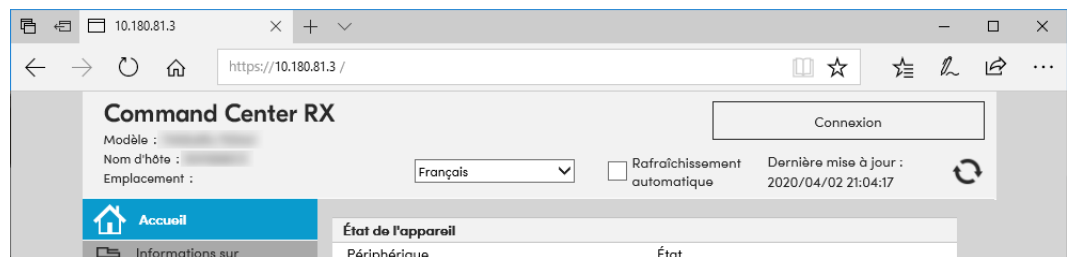 10.180.81.3
https://10.180.81.3 /
Command Center RX
Connexion
Modèle :
Nom d'hôte :
Emplacement :
Français
Rafraîchissement
automatique
Dernière mise à jour :
2020/04/02 21:04:17
Accueil
Informations sur
État de l'appareil
Périphérique
État